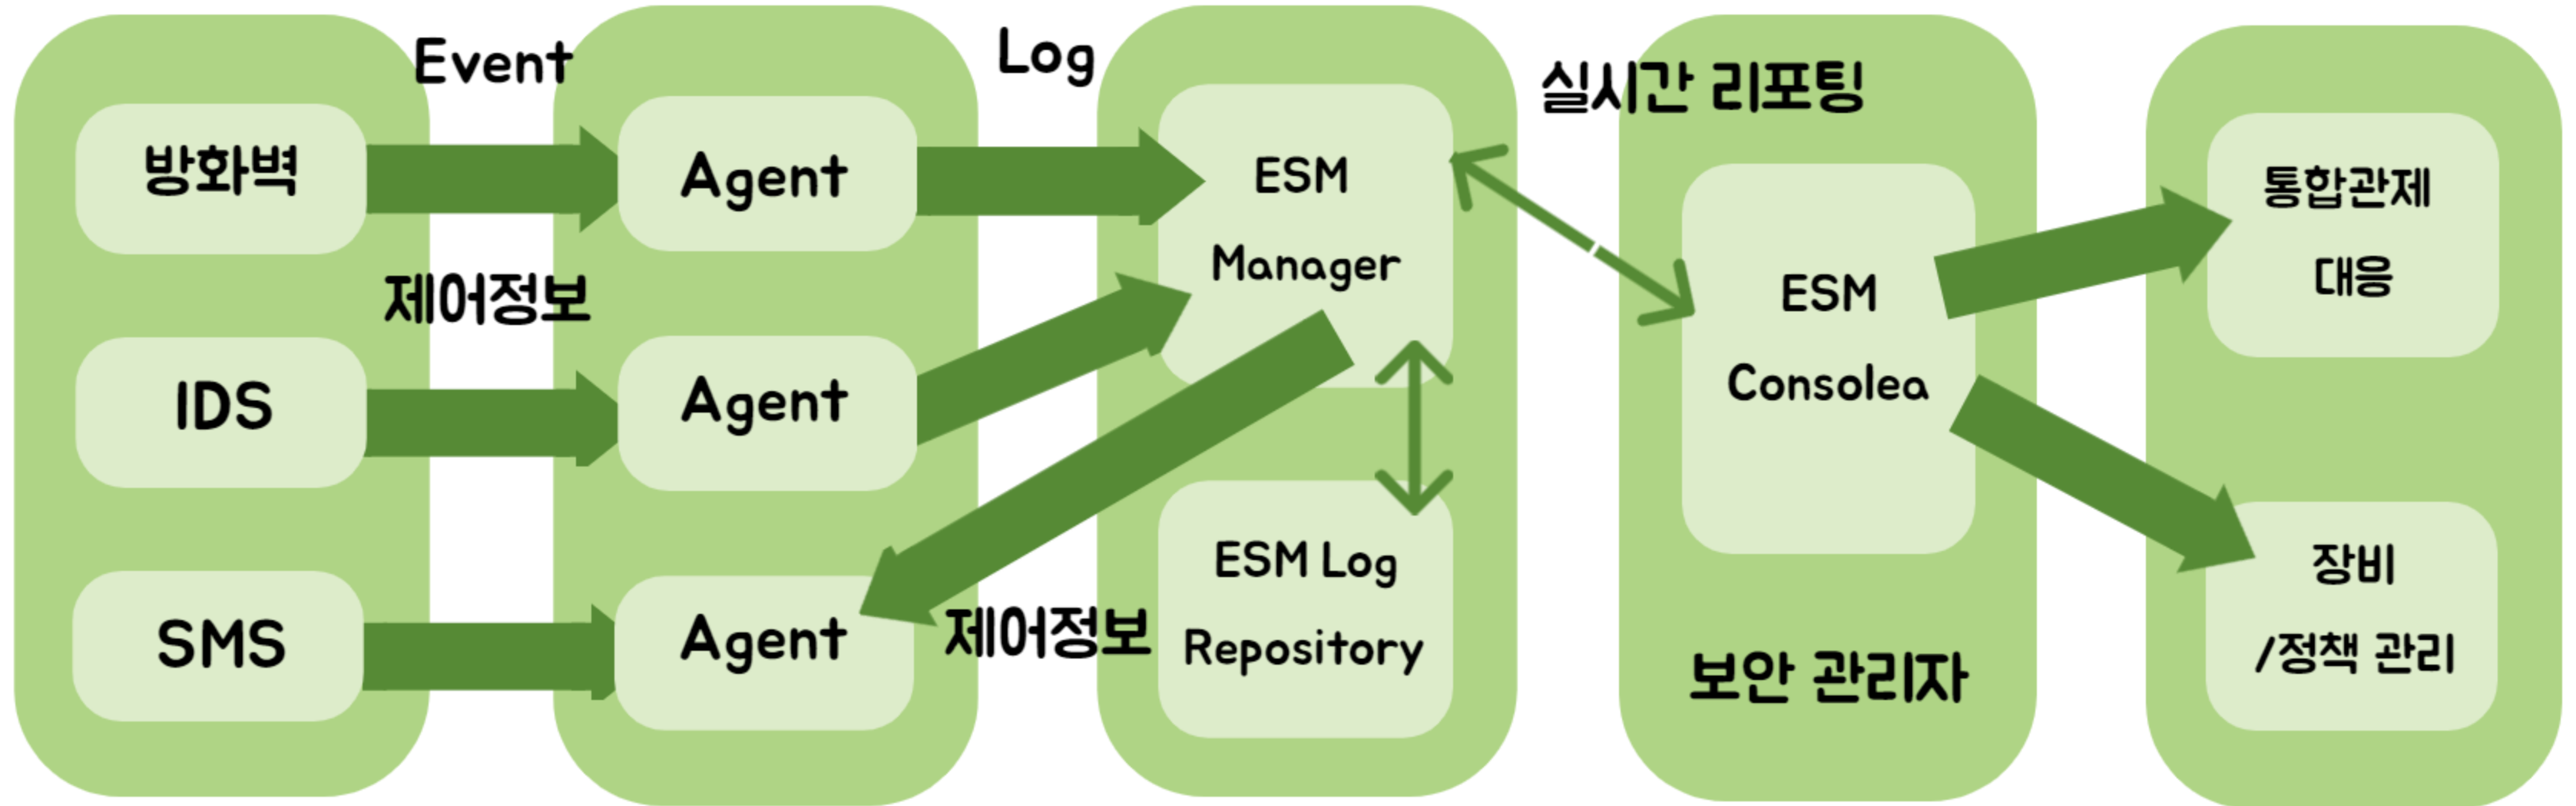 Event
Log
실시간 리포팅
방화벽
Agent
ESM
Manager
통합관제
대응
제어정보
IDS
Agent
ESM
Consolea
SMS
Agent
제어정보
ESM Log
Repository
보안 관리자
장비
/정책 관리